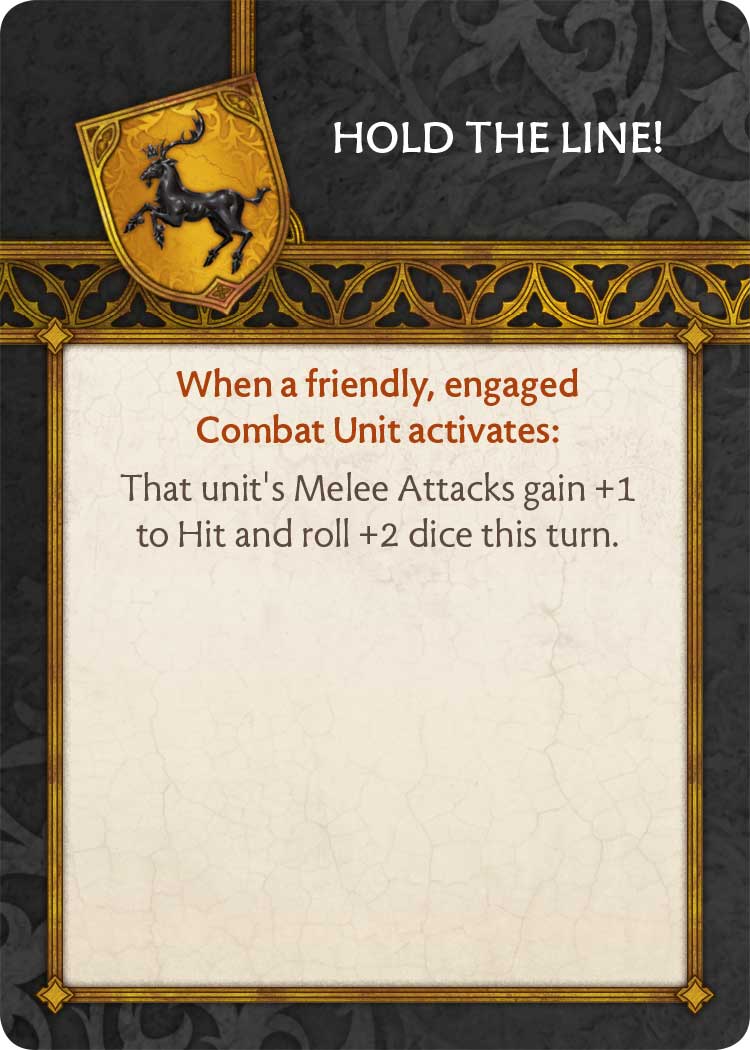 HOLD THE LINE!
When a friendly, engaged
Combat Unit activates:
That unit's Melee Attacks gain +1
to Hit and roll +2 dice this turn.